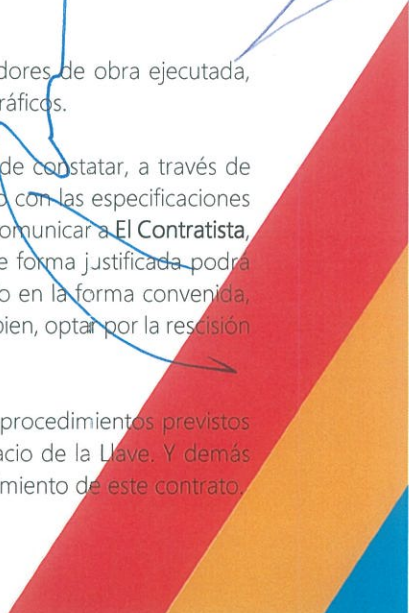 dores de obra ejecutada,
ráficos.
de constatar, a través de
o con las especificaciones
omunicar a El Contratista,
e forma justificada podrá
o en la forma convenida,
bien, optar por la rescisión
procedimientos previstos
acio de la Llave. Y demás
miento de este contrato.